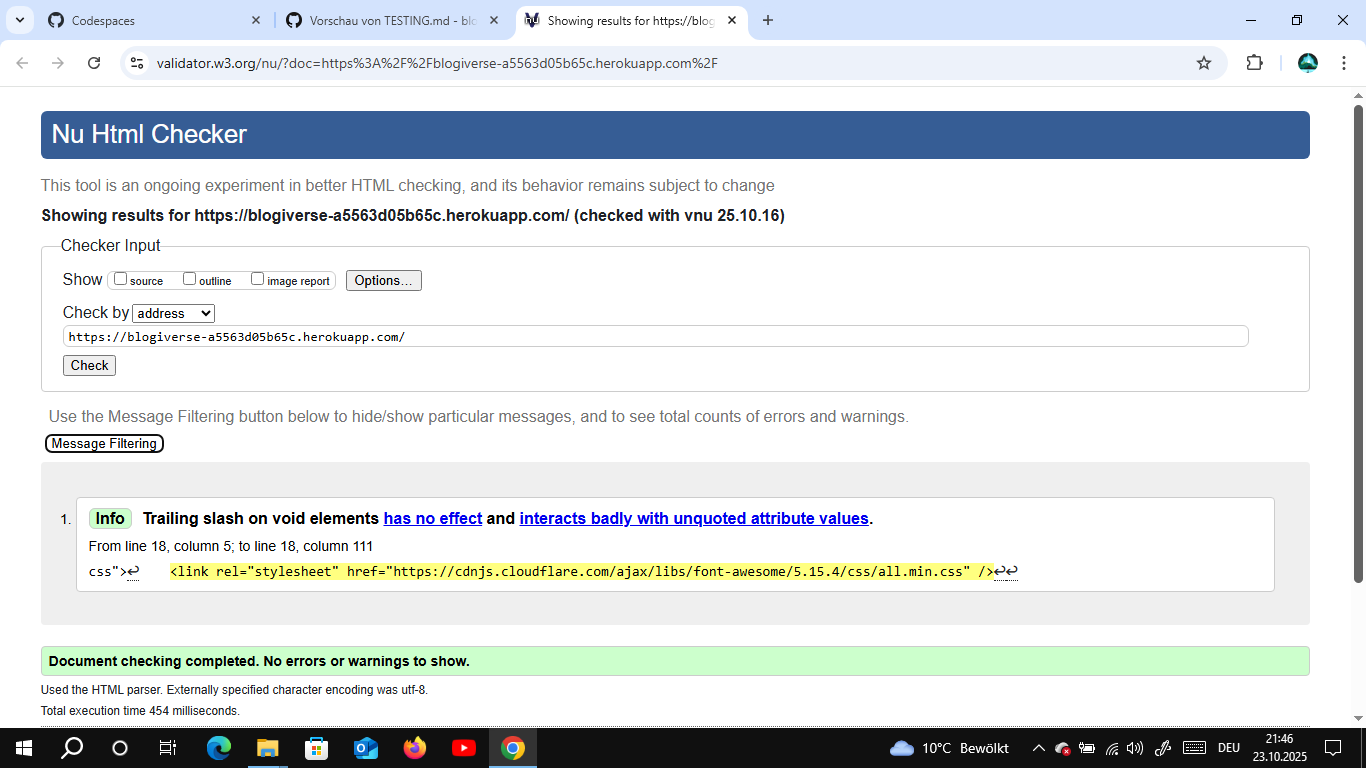 Codespaces
Vorschau von TESTING.md - blo
Showing results for https://blog
validator.w3.org/nu/?doc=https%3A%2F%2Fblogiverse-a5563d05b65c.herokuapp.com%2F
Nu Html Checker
This tool is an ongoing experiment in better HTML checking, and its behavior remains subject to change
Showing results for https://blogiverse-a5563d05b65c.herokuapp.com/ (checked with vnu 25.10.16)
Checker Input
Show source outline image report Options...
Check by address
https://blogiverse-a5563d05b65c.herokuapp.com/
Check
Use the Message Filtering button below to hide/show particular messages, and to see total counts of errors and warnings.
Message Filtering
1. Info Trailing slash on void elements has no effect and interacts badly with unquoted attribute values.
From line 18, column 5; to line 18, column 111
css">↩ <link rel="stylesheet" href="https://cdnjs.cloudflare.com/ajax/libs/font-awesome/5.15.4/css/all.min.css" />↩↩
Document checking completed. No errors or warnings to show.
Used the HTML parser. Externally specified character encoding was utf-8.
Total execution time 454 milliseconds.
10°C Bewölkt
DEU
21:46
23.10.2025